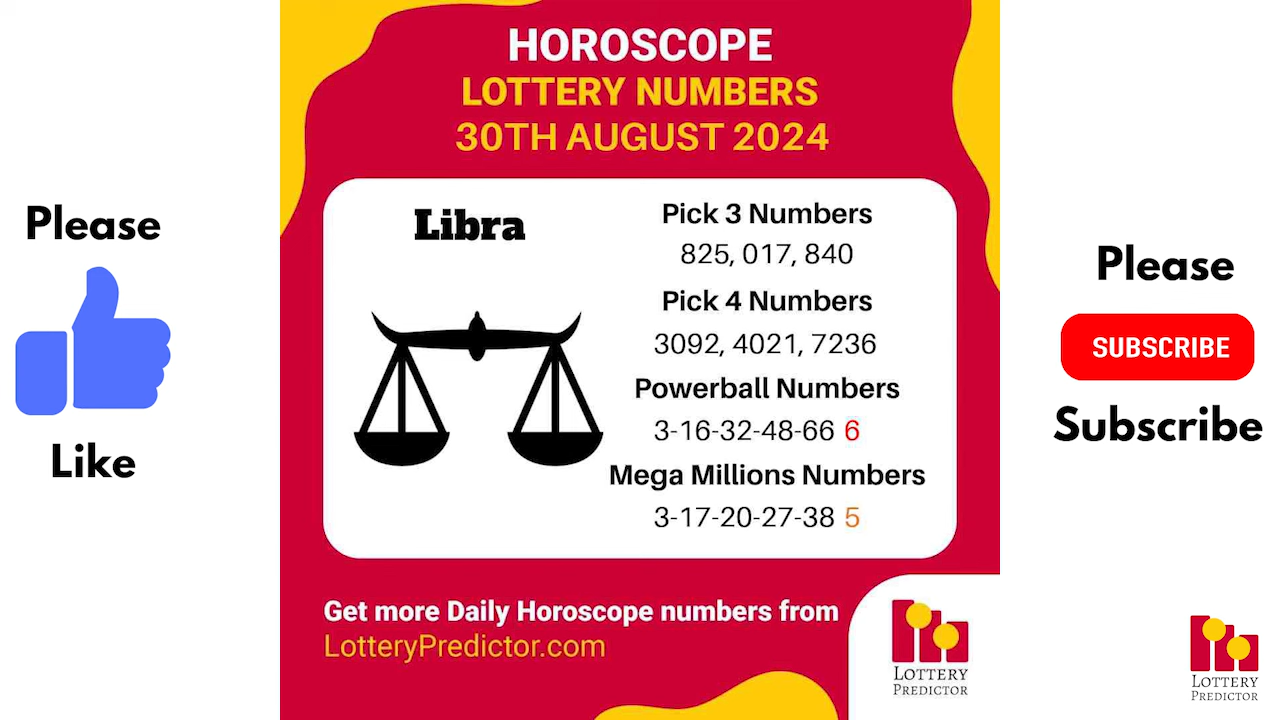 HOROSCOPE
LOTTERY NUMBERS
30TH AUGUST 2024
Please
Like
Libra
Pick 3 Numbers
825, 017, 840
Pick 4 Numbers
3092, 4021, 7236
Powerball Numbers
3-16-32-48-66 6
Mega Millions Numbers
3-17-20-27-38 5
Please
SUBSCRIBE
Subscribe
Get more Daily Horoscope numbers from
LotteryPredictor.com
LOTTERY
PREDICTOR
LOTTERY
PREDICTOR